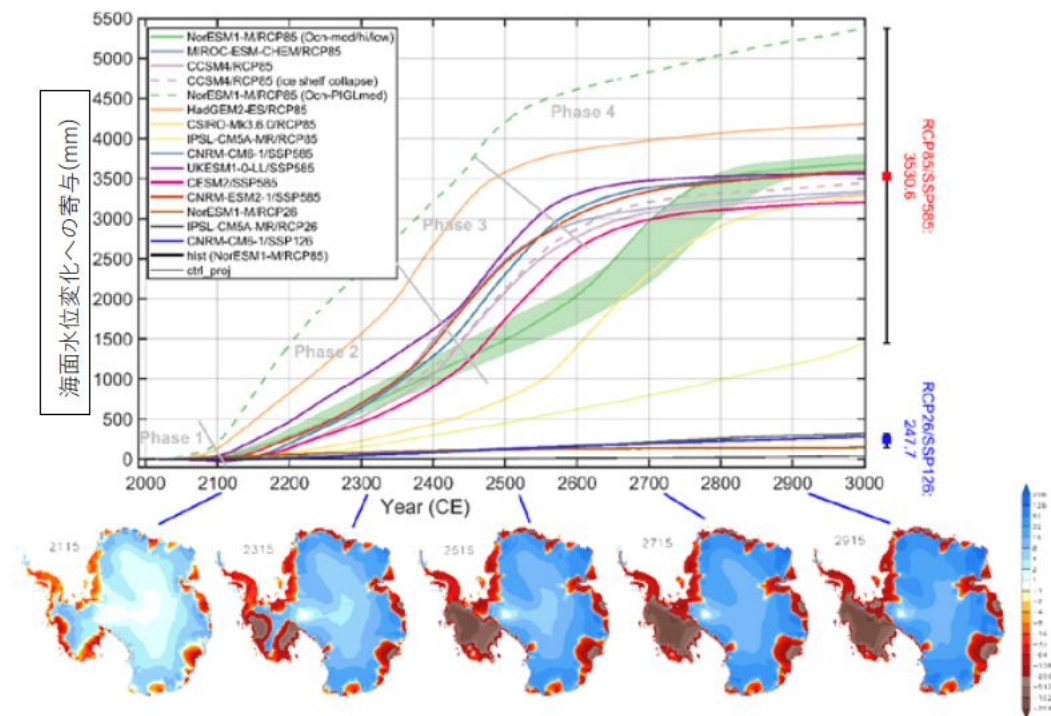 海面水位変化への寄与(mm)
5500
5000
4500
4000
3500
3000
2500
2000
1500
1000
500
0
NorESM1-M/RCP85 (Ocn-med/hi/low)
MIROC-ESM-CHEM/RCP85
CCSM4/RCP85
CCSM4/RCP85 (ice shelf collapse)
NorESM1-M/RCP85 (Ocn-PIGLmed)
HadGEM2-ES/RCP85
CSIRO-Mk3.6.0/RCP85
IPSL-CM5A-MR/RCP85
CNRM-CM6-1/SSP585
UKESM1-0-LL/SSP585
CESM2/SSP585
CNRM-ESM2-1/SSP585
NorESM1-M/RCP26
IPSL-CM5A-MR/RCP26
CNRM-CM6-1/SSP126
hist (NorESM1-M/RCP85)
ctrl_proj
Phase 1
Phase 2
Phase 3
Phase 4
RCP85/SSP585:
3530.6
RCP26/SSP126:
247.7
2000 2100 2200 2300 2400 2500 2600 2700 2800 2900 3000
Year (CE)
2115
2315
2515
2715
2915